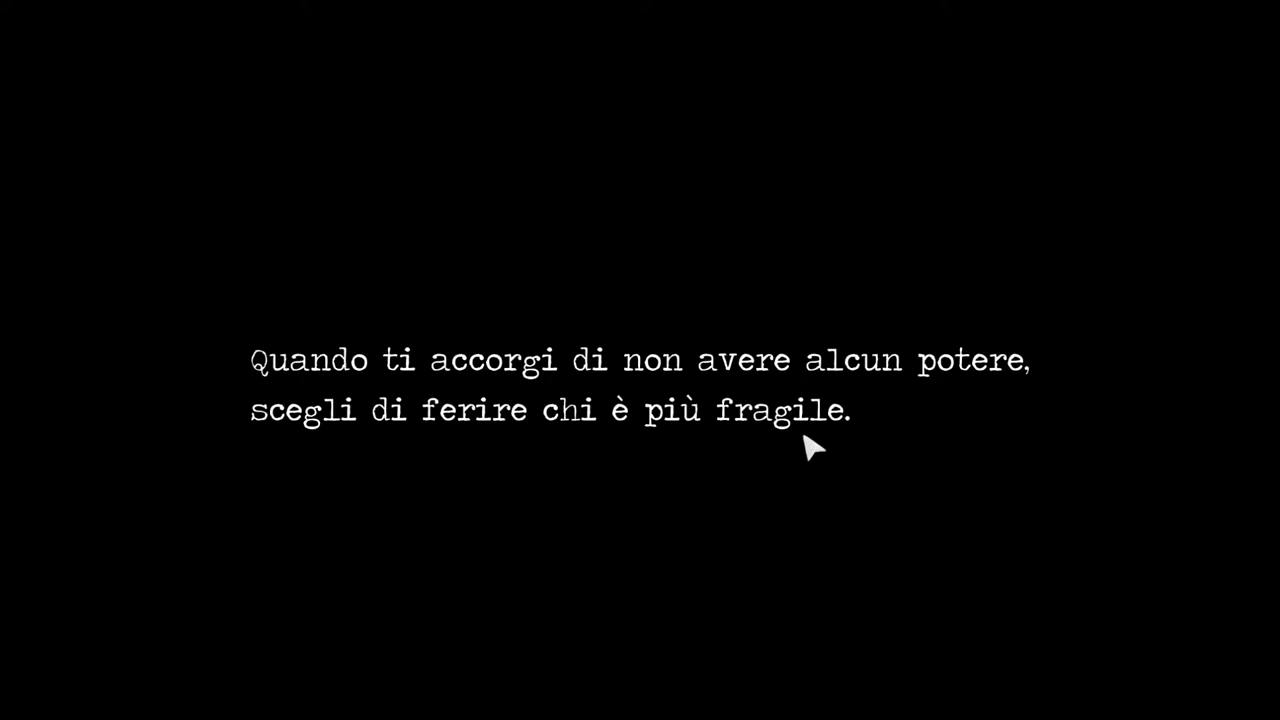 Quando ti accorgi di non avere alcun potere,
scegli di ferire chi è più fragile.